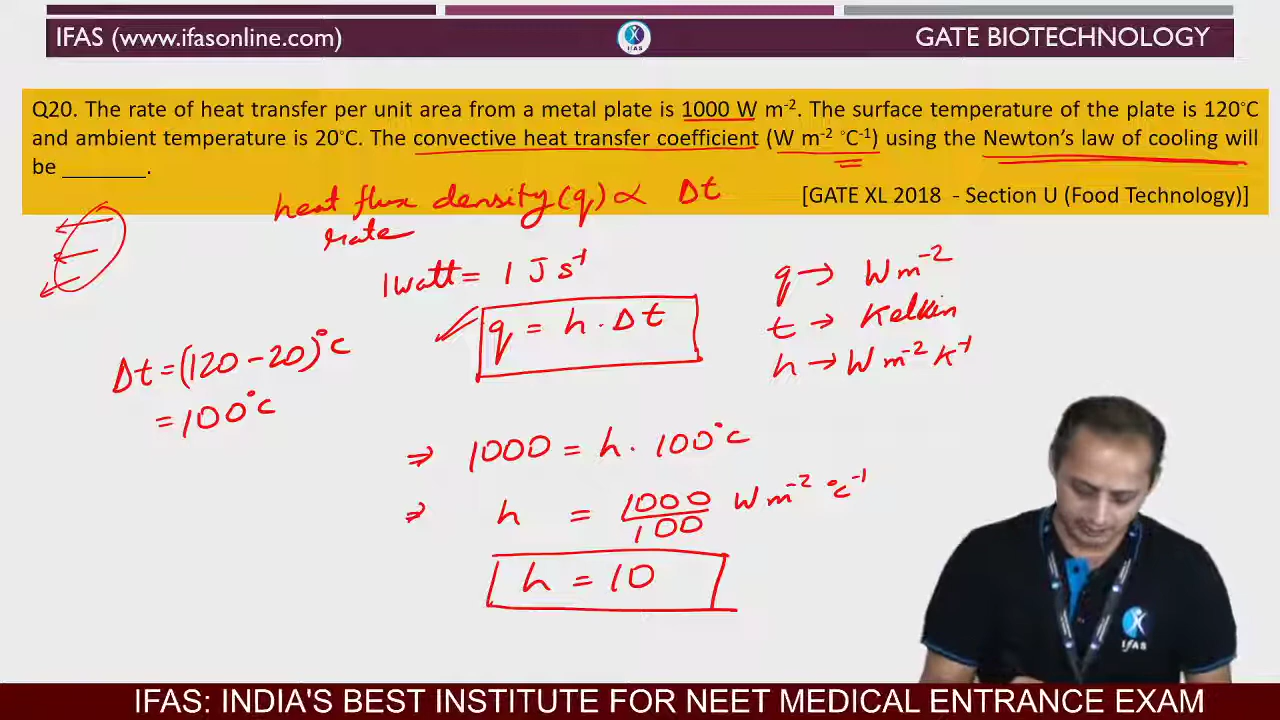 IFAS (www.ifasonline.com)
IFAS
GATE BIOTECHNOLOGY
Q20. The rate of heat transfer per unit area from a metal plate is 1000 W m⁻². The surface temperature of the plate is 120°C
and ambient temperature is 20°C. The convective heat transfer coefficient (W m⁻² °C⁻¹) using the Newton's law of cooling will
be _______.
[GATE XL 2018 - Section U (Food Technology)]
heat flux density (q) ∝ Δt
rate
1 watt = 1 J s⁻¹
q = h · Δt
q → W m⁻²
t → Kelvin
h → W m⁻² K⁻¹
Δt = (120 - 20)°C
= 100°C
⇒ 1000 = h · 100°C
⇒ h = 1000/100 W m⁻² °C⁻¹
h = 10
IFAS
IFAS: INDIA'S BEST INSTITUTE FOR NEET MEDICAL ENTRANCE EXAM